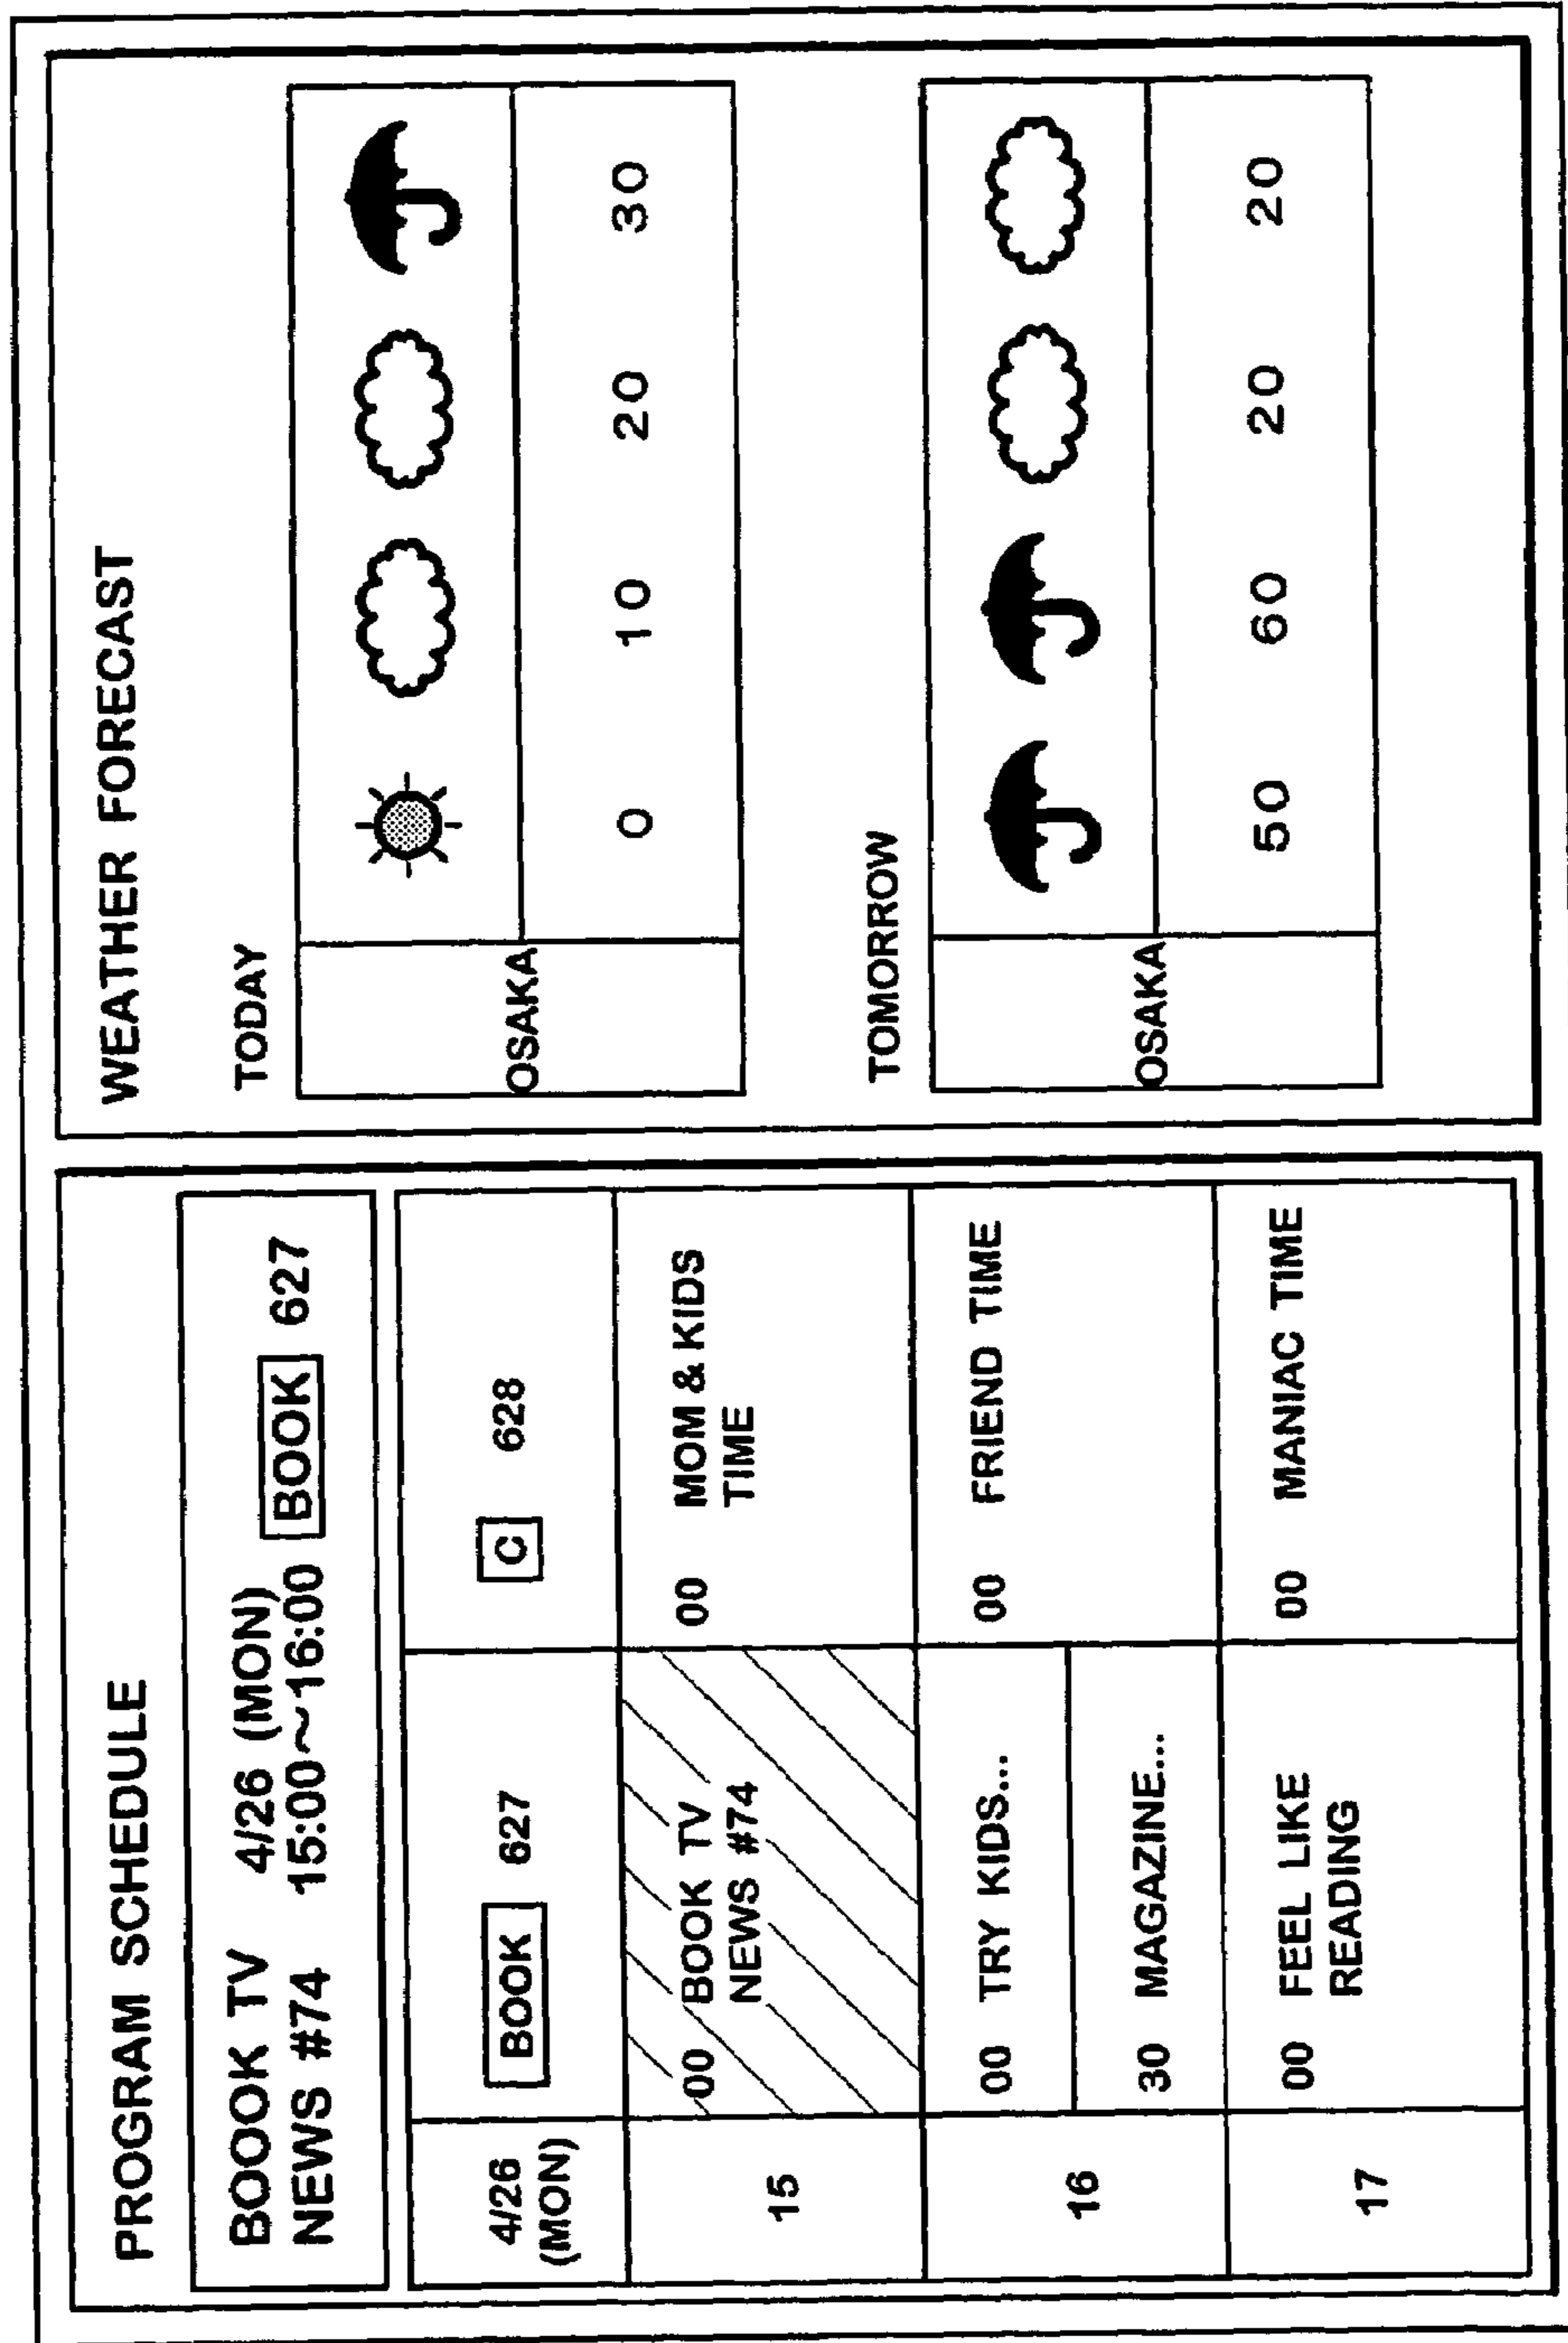 PROGRAM SCHEDULE
BOOK TV 4/26 (MON)
NEWS #74 15:00~16:00 BOOK 627
4/26
(MON)
BOOK 627
C 628
15
00 BOOK TV
NEWS #74
00 MOM & KIDS
TIME
16
00 TRY KIDS...
30 MAGAZINE...
00 FRIEND TIME
17
00 FEEL LIKE
READING
00 MANIAC TIME
WEATHER FORECAST
TODAY
OSAKA
0 10 20 30
TOMORROW
OSAKA
50 60 20 20